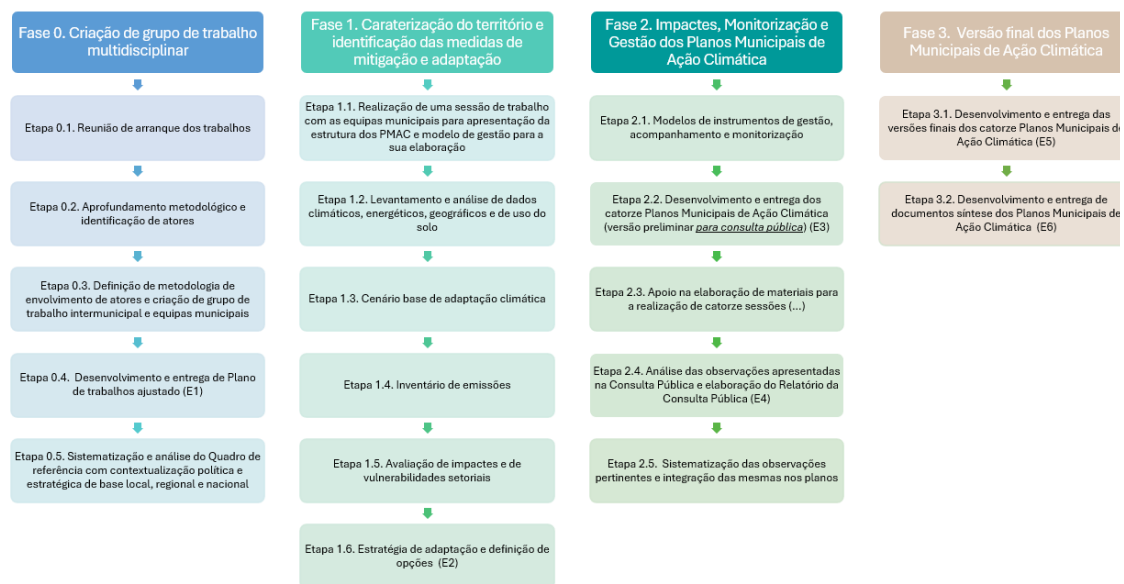 Fase 0. Criação de grupo de trabalho
multidisciplinar
Etapa 0.1. Reunião de arranque dos trabalhos
Etapa 0.2. Aprofundamento metodológico e
identificação de atores
Etapa 0.3. Definição de metodologia de
envolvimento de atores e criação de grupo de
trabalho intermunicipal e equipas municipais
Etapa 0.4. Desenvolvimento e entrega de Plano
de trabalhos ajustado (E1)
Etapa 0.5. Sistematização e análise do Quadro de
referência com contextualização política e
estratégica de base local, regional e nacional
Fase 1. Caraterização do território e
identificação das medidas de
mitigação e adaptação
Etapa 1.1. Realização de uma sessão de trabalho
com as equipas municipais para apresentação da
estrutura dos PMAC e modelo de gestão para a
sua elaboração
Etapa 1.2. Levantamento e análise de dados
climáticos, energéticos, geográficos e de uso do
solo
Etapa 1.3. Cenário base de adaptação climática
Etapa 1.4. Inventário de emissões
Etapa 1.5. Avaliação de impactes e de
vulnerabilidades setoriais
Etapa 1.6. Estratégia de adaptação e definição de
opções (E2)
Fase 2. Impactes, Monitorização e
Gestão dos Planos Municipais de
Ação Climática
Etapa 2.1. Modelos de instrumentos de gestão,
acompanhamento e monitorização
Etapa 2.2. Desenvolvimento e entrega dos
catorze Planos Municipais de Ação Climática
(versão preliminar para consulta pública) (E3)
Etapa 2.3. Apoio na elaboração de materiais para
a realização de catorze sessões (...)
Etapa 2.4. Análise das observações apresentadas
na Consulta Pública e elaboração do Relatório da
Consulta Pública (E4)
Etapa 2.5. Sistematização das observações
pertinentes e integração das mesmas nos planos
Fase 3. Versão final dos Planos
Municipais de Ação Climática
Etapa 3.1. Desenvolvimento e entrega das
versões finais dos catorze Planos Municipais de
Ação Climática (E5)
Etapa 3.2. Desenvolvimento e entrega de
documentos síntese dos Planos Municipais de
Ação Climática (E6)